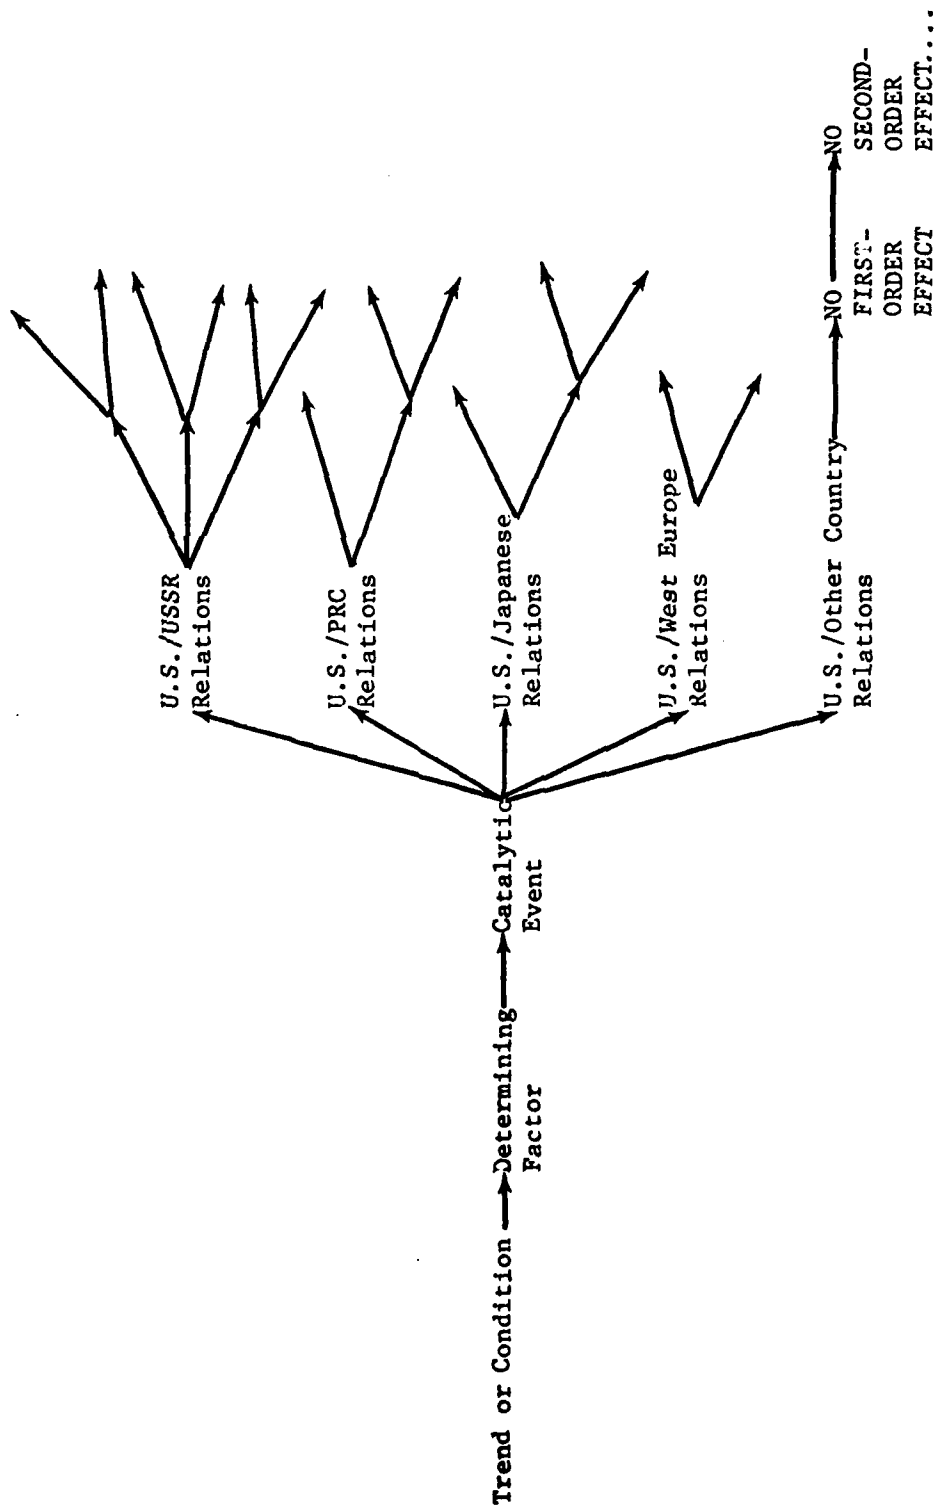 Trend or Condition
Determining
Factor
Catalytic
Event
U.S./USSR
Relations
U.S./PRC
Relations
U.S./Japanese
Relations
U.S./West Europe
Relations
U.S./Other Country
Relations
NO
FIRST-
ORDER
EFFECT
NO
SECOND-
ORDER
EFFECT....